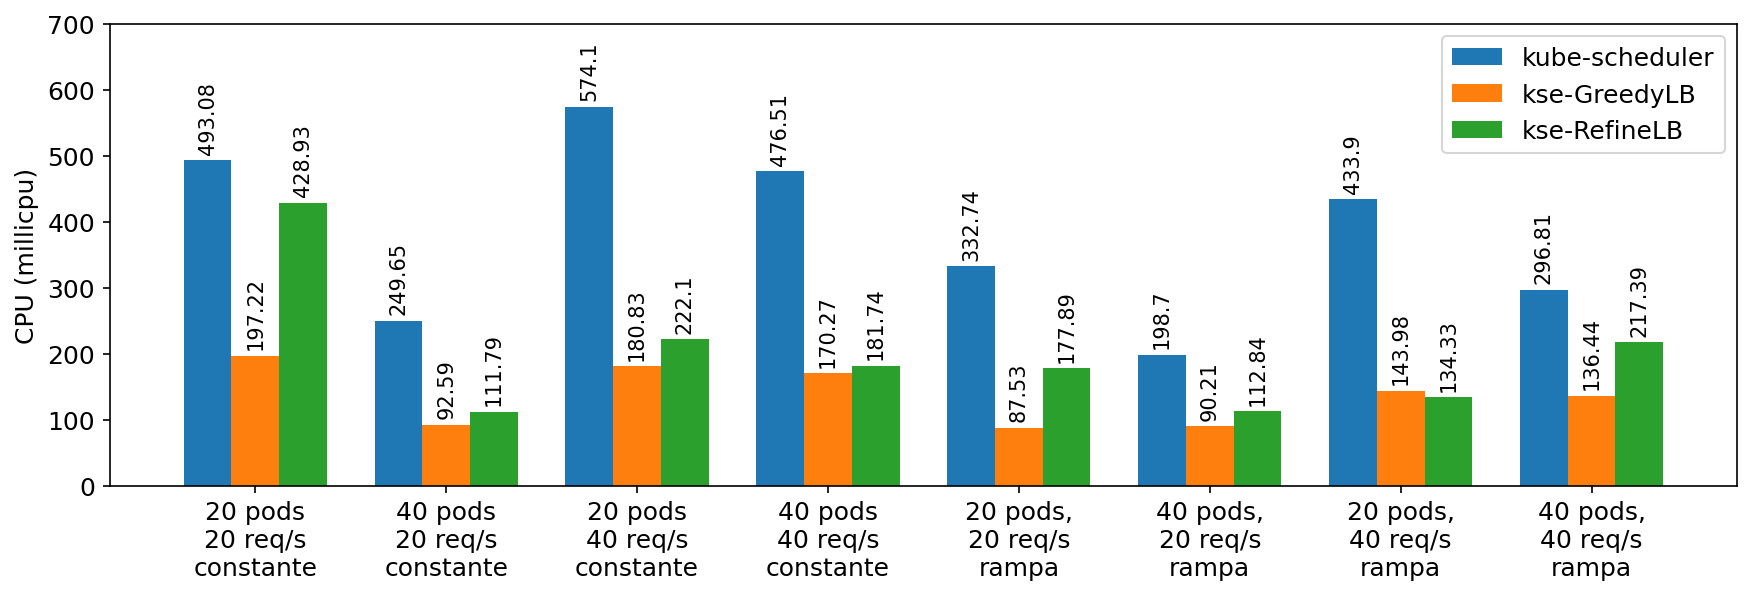 700
600
500
400
300
200
100
0
CPU (millicpu)
kube-scheduler
kse-GreedyLB
kse-RefineLB
493.08
197.22
428.93
249.65
92.59
111.79
574.1
180.83
222.1
476.51
170.27
181.74
332.74
87.53
177.89
198.7
90.21
112.84
433.9
143.98
134.33
296.81
136.44
217.39
20 pods
20 req/s
constante
40 pods
20 req/s
constante
20 pods
40 req/s
constante
40 pods
40 req/s
constante
20 pods,
20 req/s
rampa
40 pods,
20 req/s
rampa
20 pods,
40 req/s
rampa
40 pods,
40 req/s
rampa